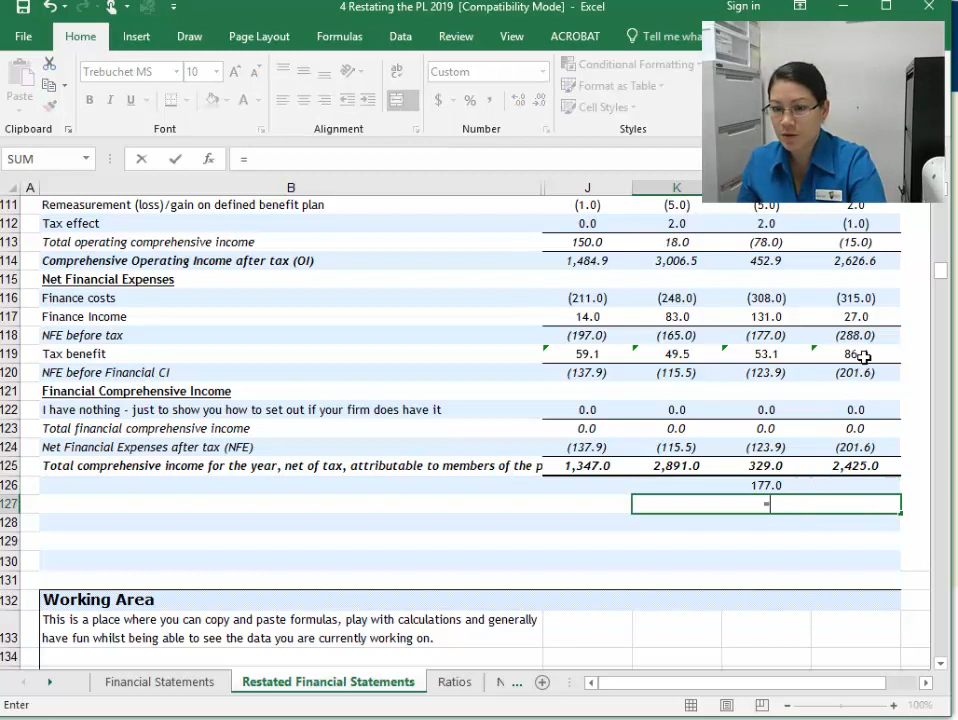 4 Restating the PL 2019 [Compatibility Mode] - Excel
Sign in
File Home Insert Draw Page Layout Formulas Data Review View ACROBAT Tell me wha
Trebuchet MS 10 Custom Conditional Formatting
Paste B I U A $ % , Format as Table
Cell Styles
Clipboard Font Alignment Number Styles
SUM fx =
A B J K
111 Remeasurement (loss)/gain on defined benefit plan (1.0) (5.0) (5.0) 2.0
112 Tax effect 0.0 2.0 2.0 (1.0)
113 Total operating comprehensive income 150.0 18.0 (78.0) (15.0)
114 Comprehensive Operating Income after tax (OI) 1,484.9 3,006.5 452.9 2,626.6
115 Net Financial Expenses
116 Finance costs (211.0) (248.0) (308.0) (315.0)
117 Finance Income 14.0 83.0 131.0 27.0
118 NFE before tax (197.0) (165.0) (177.0) (288.0)
119 Tax benefit 59.1 49.5 53.1 86
120 NFE before Financial CI (137.9) (115.5) (123.9) (201.6)
121 Financial Comprehensive Income
122 I have nothing - just to show you how to set out if your firm does have it 0.0 0.0 0.0 0.0
123 Total financial comprehensive income 0.0 0.0 0.0 0.0
124 Net Financial Expenses after tax (NFE) (137.9) (115.5) (123.9) (201.6)
125 Total comprehensive income for the year, net of tax, attributable to members of the p 1,347.0 2,891.0 329.0 2,425.0
126 177.0
127 =
128
129
130
131
132 Working Area
This is a place where you can copy and paste formulas, play with calculations and generally
133 have fun whilst being able to see the data you are currently working on.
134
Financial Statements Restated Financial Statements Ratios N ...
Enter 100%